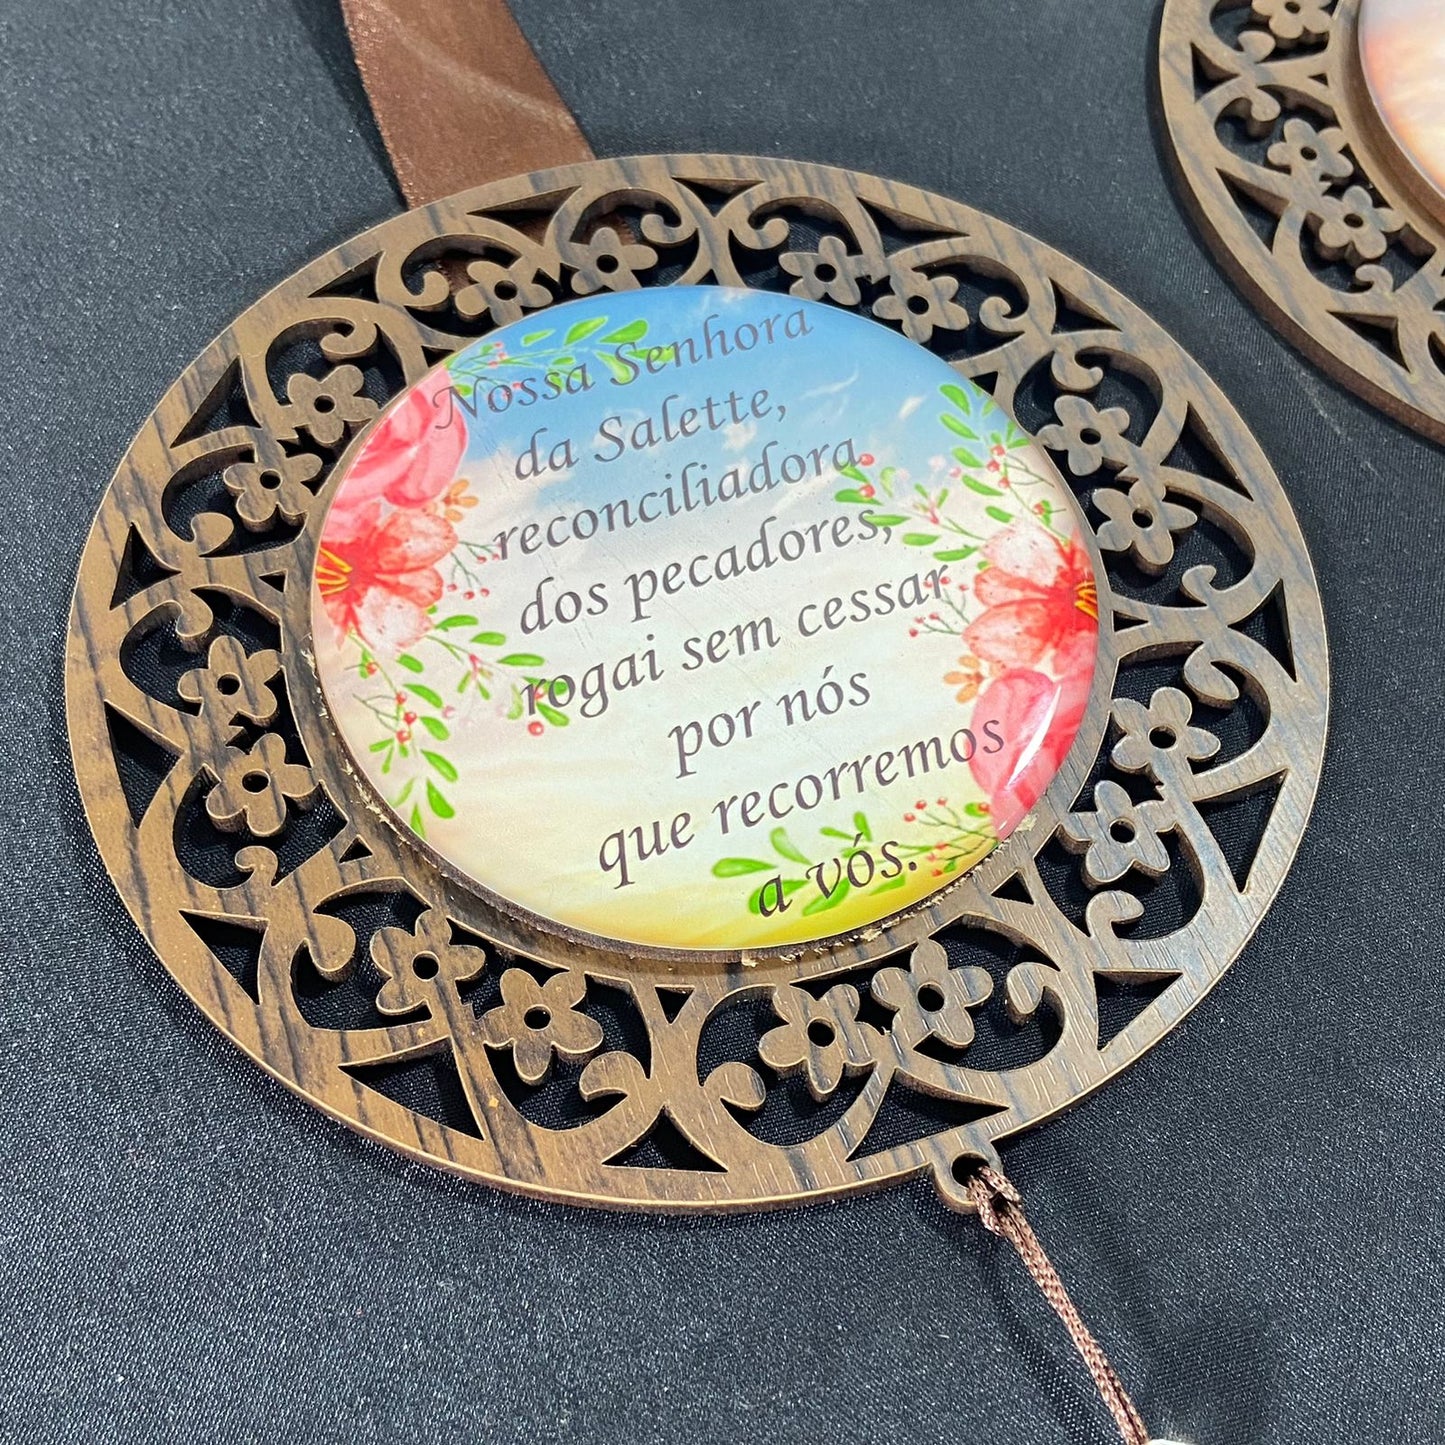 Nossa Senhora
da Salette,
reconciliadora
dos pecadores,
rogai sem cessar
por nós
que recorremos
a vós.